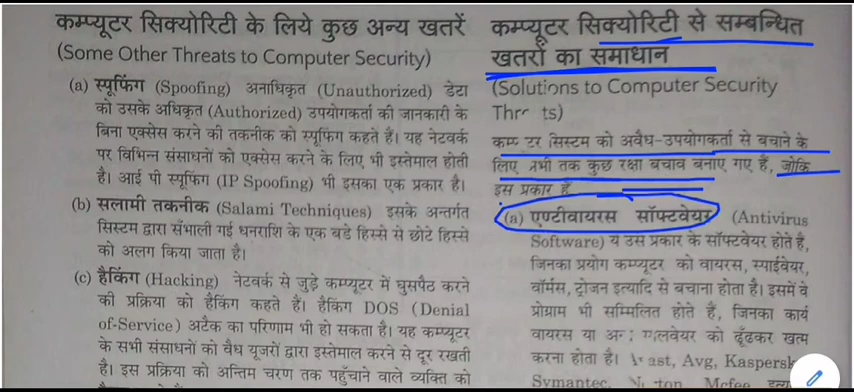 कम्प्यूटर सिक्योरिटी के लिये कुछ अन्य खतरें
(Some Other Threats to Computer Security)
(a) स्पूफिंग (Spoofing) अनाधिकृत (Unauthorized) डेटा
को उसके अधिकृत (Authorized) उपयोगकर्ता की जानकारी के
बिना एक्सेस करने की तकनीक को स्पूफिंग कहते हैं। यह नेटवर्क
पर विभिन्न संसाधनों को एक्सेस करने के लिए भी इस्तेमाल होती
है। आई पी स्पूफिंग (IP Spoofing) भी इसका एक प्रकार है।
(b) सलामी तकनीक (Salami Techniques) इसके अन्तर्गत
सिस्टम द्वारा सँभाली गई धनराशि के एक बडे हिस्से से छोटे हिस्से
को अलग किया जाता है।
(c) हैकिंग (Hacking) नेटवर्क से जुड़े कम्प्यूटर में घुसपैठ करने
की प्रक्रिया को हैकिंग कहते हैं। हैकिंग DOS (Denial
of-Service) अटैक का परिणाम भी हो सकता है। यह कम्प्यूटर
के सभी संसाधनों को वैध यूजरों द्वारा इस्तेमाल करने से दूर रखती
है। इस प्रक्रिया को अन्तिम चरण तक पहुँचाने वाले व्यक्ति को
कम्प्यूटर सिक्योरिटी से सम्बन्धित
खतरों का समाधान
(Solutions to Computer Security
सिस्टम को अवैध-उपयोगकर्ता से बचाने के
लिए तक कुछ रक्षा बचाव बनाए गए हैं, जोकि
इस प्रकार हैं
(a) एण्टीवायरस सॉफ्टवेयर (Antivirus
Software) ये उस प्रकार के सॉफ्टवेयर होते है,
जिनका प्रयोग कम्प्यूटर को वायरस, स्पाईवेयर,
वॉर्मस, ट्रोजन इत्यादि से बचाना होता है। इसमें वे
प्रोग्राम भी सम्मिलित होते है, जिनका कार्य
वायरस या को ढूँढकर खत्म
करना होता है। Avg, Kaspersk
Symantec, Mcfee